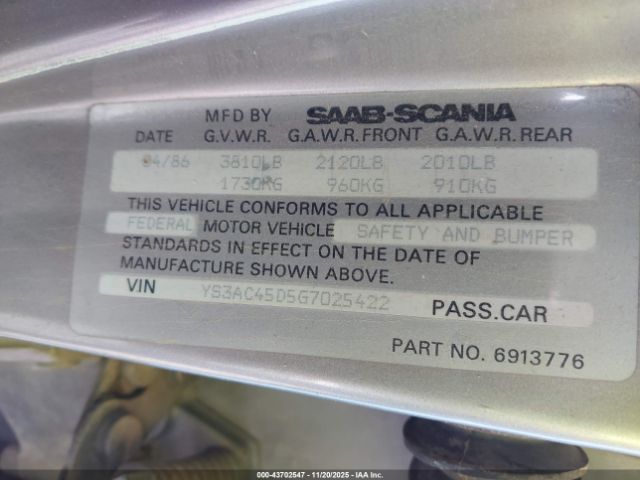 MFD BY SAAB-SCANIA
DATE G.V.W.R. G.A.W.R. FRONT G.A.W.R. REAR
04/86 3810LB 2120LB 2010LB
1730KG 960KG 910KG
THIS VEHICLE CONFORMS TO ALL APPLICABLE
FEDERAL MOTOR VEHICLE SAFETY AND BUMPER
STANDARDS IN EFFECT ON THE DATE OF
MANUFACTURE SHOWN ABOVE.
VIN YS3AC45D5G7025422 PASS.CAR
PART NO. 6913776
000-43702547 | 11/20/2025 - IAA Inc.